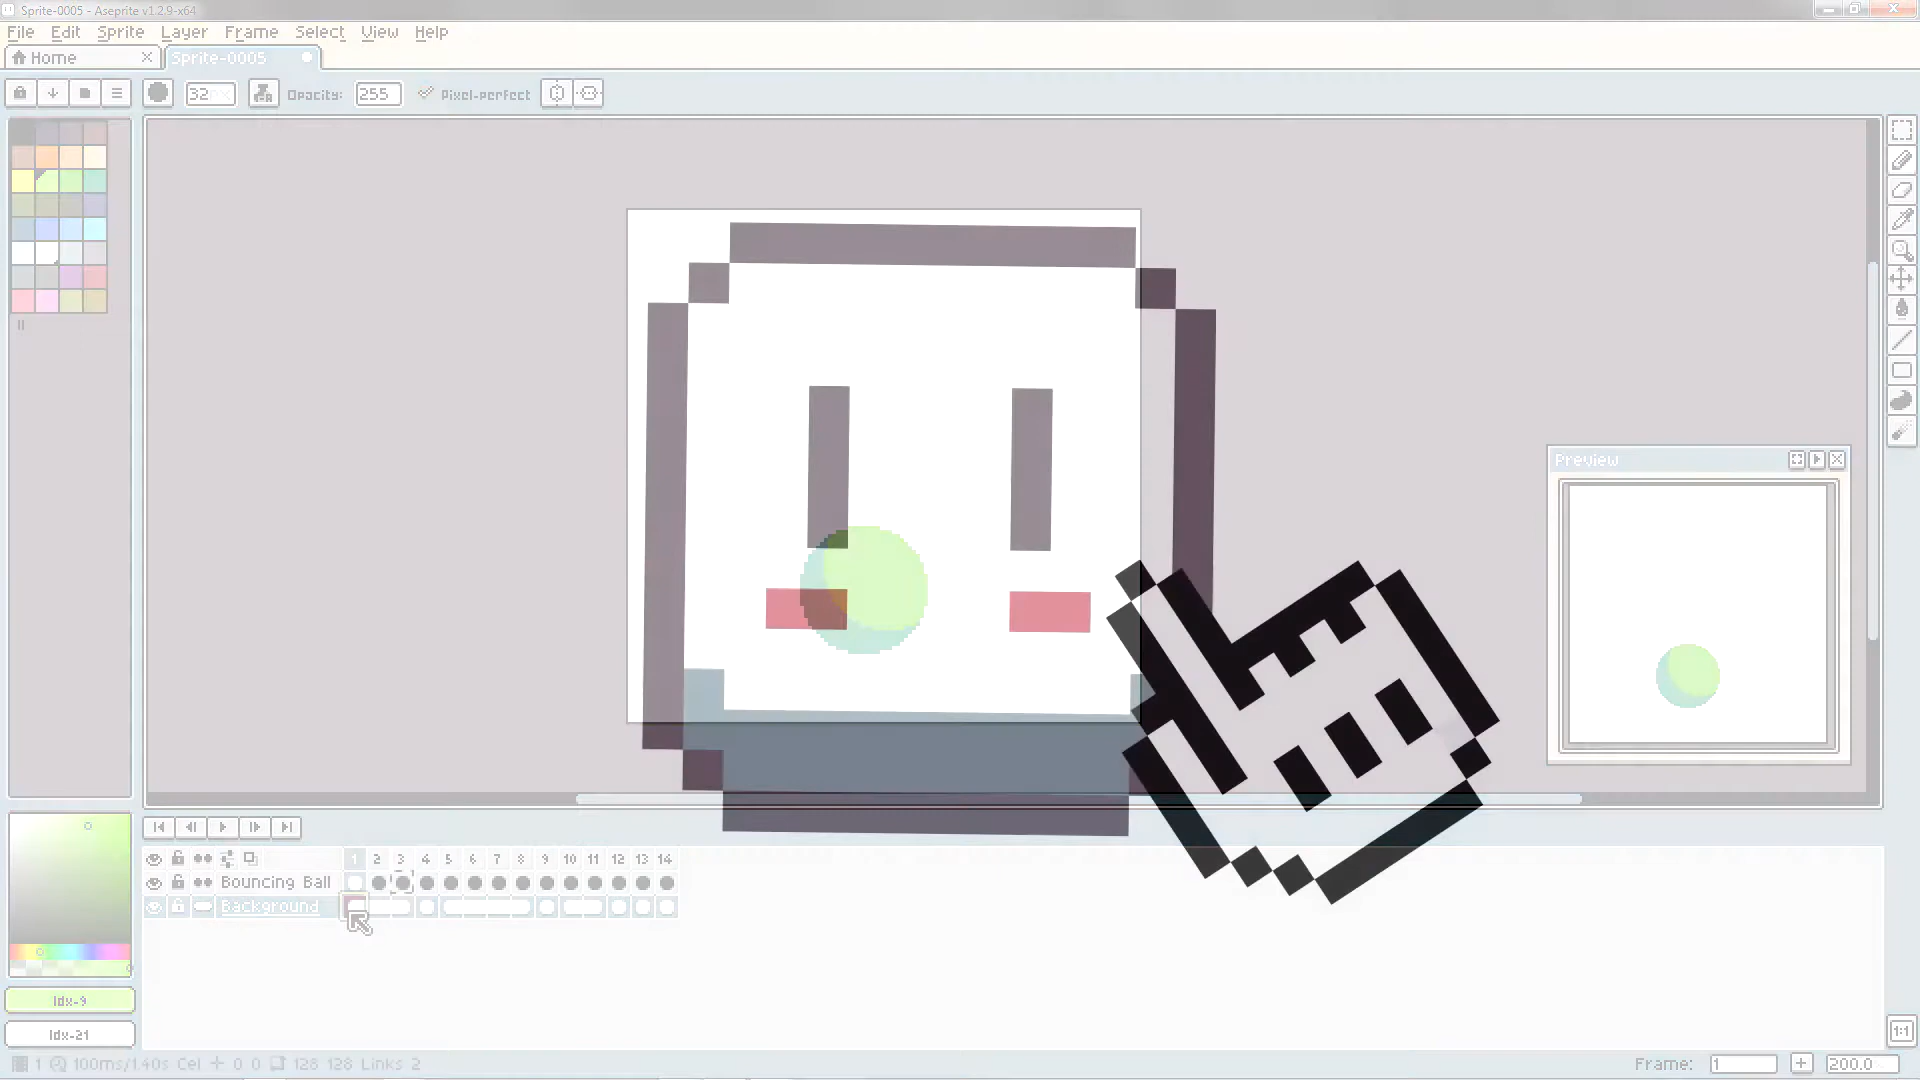 Sprite-0005 - Aseprite v1.2.9-x64
File Edit Sprite Layer Frame Select View Help
Home Sprite-0005
32 Opacity: 255 Pixel-perfect
Preview
1 2 3 4 5 6 7 8 9 10 11 12 13 14
Bouncing Ball
Background
Idx-9
Idx-21
1 100ms/1.40s Cel 0 0 128 128 Links 2 Frame: 1 + 200.0
1:1